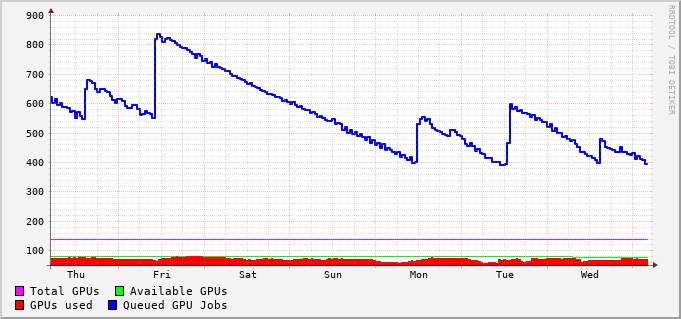 900
800
700
600
500
400
300
200
100
Thu Fri Sat Sun Mon Tue Wed
Total GPUs Available GPUs
GPUs used Queued GPU Jobs
RRDTOOL / TOBI OETIKER